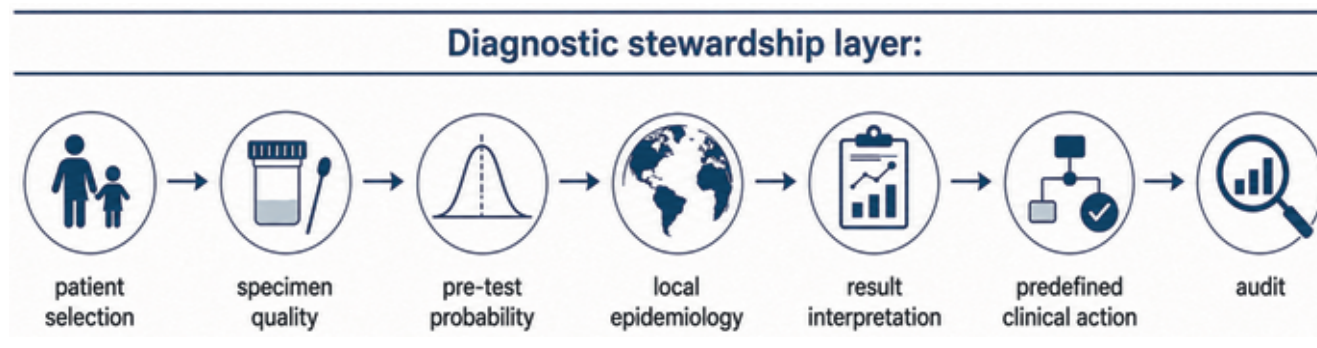 Diagnostic stewardship layer:
patient
selection
specimen
quality
pre-test
probability
local
epidemiology
result
interpretation
predefined
clinical action
audit